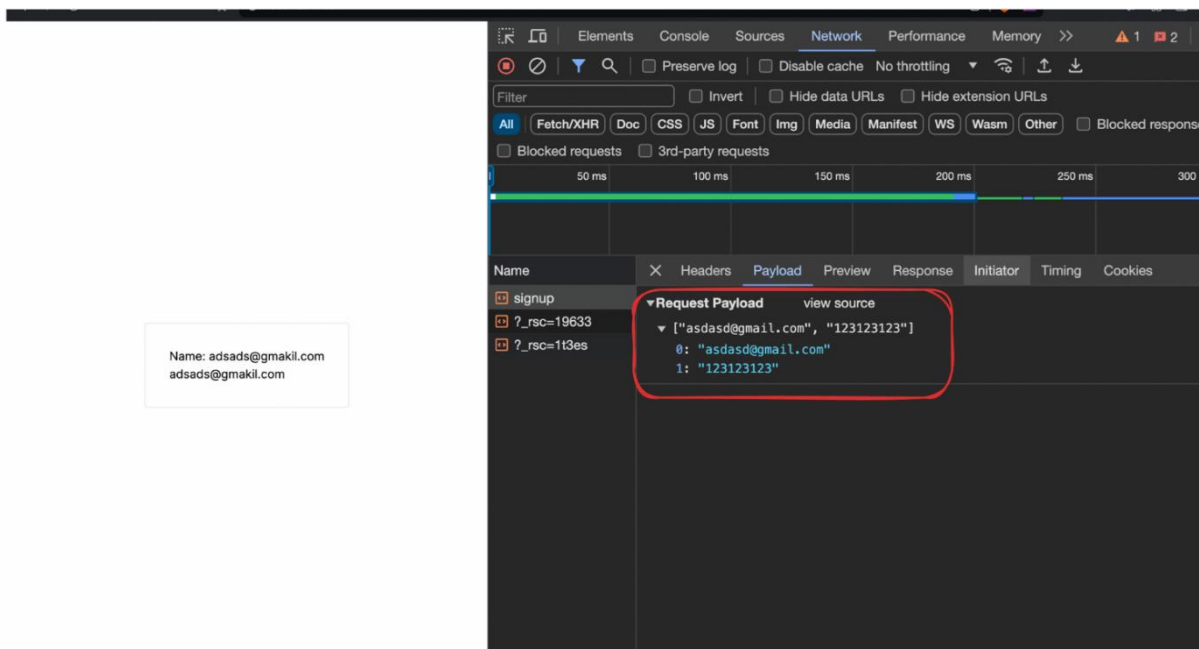 Elements Console Sources Network Performance Memory >> 1 2
Preserve log Disable cache No throttling
Filter Invert Hide data URLs Hide extension URLs
All Fetch/XHR Doc CSS JS Font Img Media Manifest WS Wasm Other Blocked respons
Blocked requests 3rd-party requests
50 ms 100 ms 150 ms 200 ms 250 ms 300
Name
signup
?_rsc=19633
?_rsc=1t3es
Headers Payload Preview Response Initiator Timing Cookies
Request Payload view source
["asdasd@gmail.com", "123123123"]
0: "asdasd@gmail.com"
1: "123123123"
Name: adsads@gmakil.com
adsads@gmakil.com